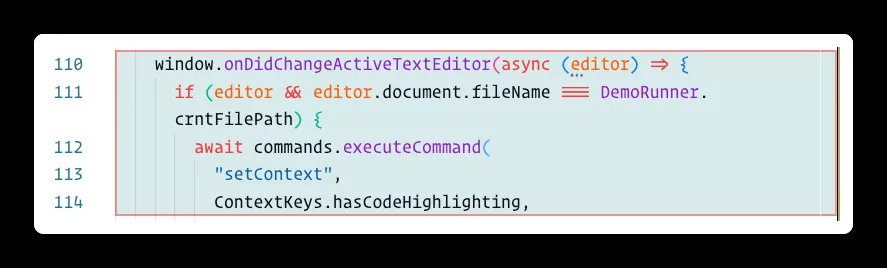 110 window.onDidChangeActiveTextEditor(async (editor) => {
111 if (editor && editor.document.fileName === DemoRunner.
crntFilePath) {
112 await commands.executeCommand(
113 "setContext",
114 ContextKeys.hasCodeHighlighting,